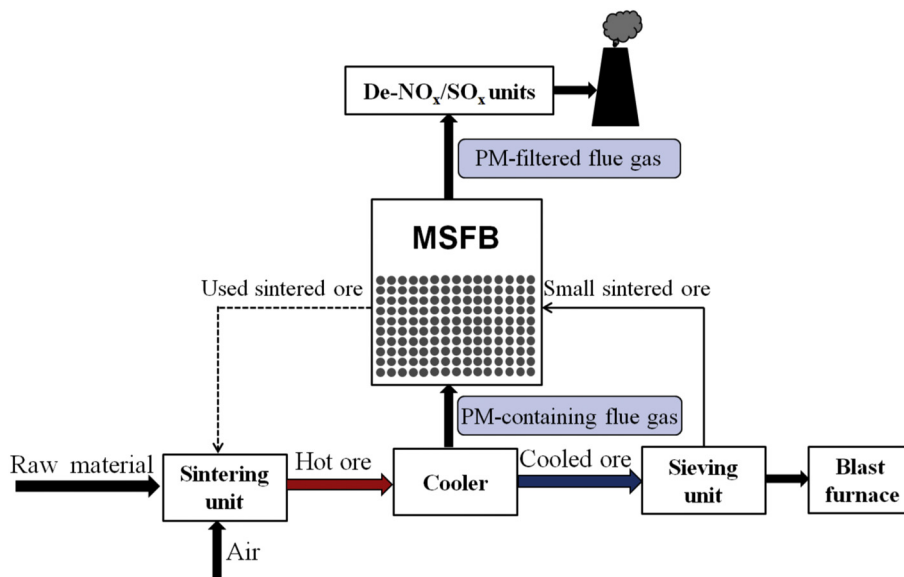 De-NOx/SOx units
PM-filtered flue gas
MSFB
Used sintered ore
Small sintered ore
PM-containing flue gas
Raw material
Sintering
unit
Hot ore
Cooler
Cooled ore
Sieving
unit
Blast
furnace
Air